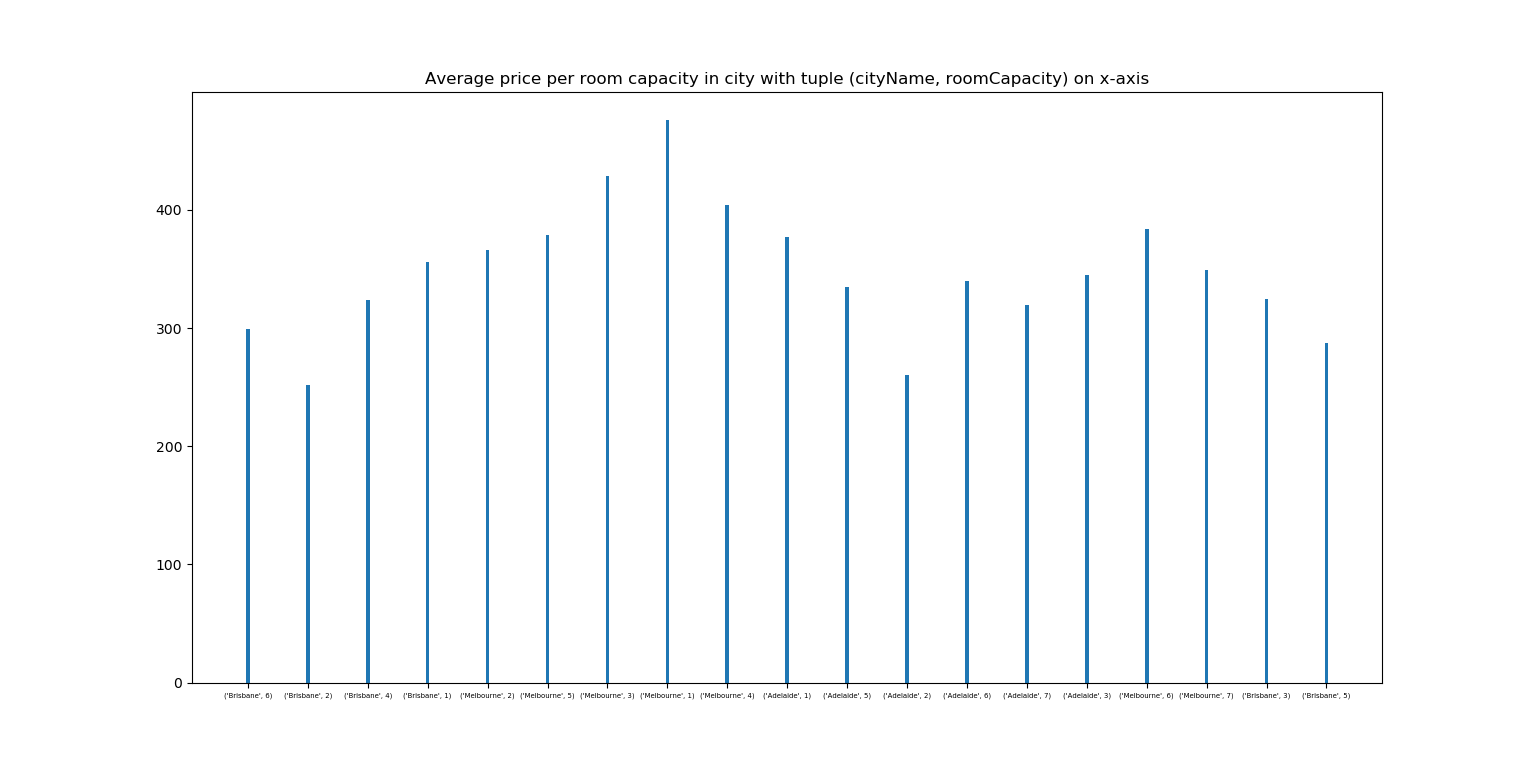 Average price per room capacity in city with tuple (cityName, roomCapacity) on x-axis
400
300
200
100
0
('Brisbane', 6) ('Brisbane', 2) ('Brisbane', 4) ('Brisbane', 1) ('Melbourne', 2) ('Melbourne', 5) ('Melbourne', 3) ('Melbourne', 1) ('Melbourne', 4) ('Adelaide', 1) ('Adelaide', 5) ('Adelaide', 2) ('Adelaide', 6) ('Adelaide', 7) ('Adelaide', 3) ('Melbourne', 6) ('Melbourne', 7) ('Brisbane', 3) ('Brisbane', 5)